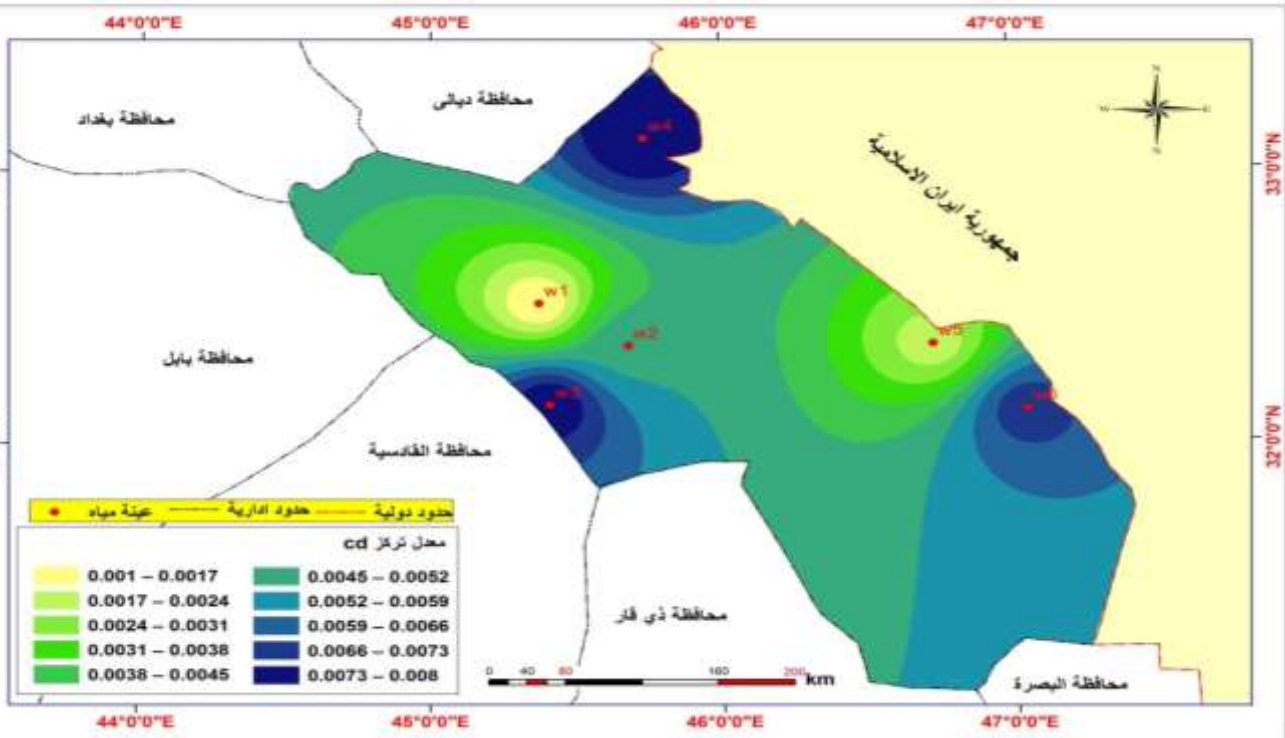 44°0'0"E 45°0'0"E 46°0'0"E 47°0'0"E
N
W E
S
33°0'0"N
32°0'0"N
محافظة ديالى
محافظة بغداد
جمهورية ايران الاسلامية
محافظة بابل
محافظة القادسية
محافظة ذي قار
محافظة البصرة
w4
w1
w2
w5
w3
w6
عينة مياه حدود ادارية حدود دولية
معدل تركز cd
0.001 – 0.0017
0.0017 – 0.0024
0.0024 – 0.0031
0.0031 – 0.0038
0.0038 – 0.0045
0.0045 – 0.0052
0.0052 – 0.0059
0.0059 – 0.0066
0.0066 – 0.0073
0.0073 – 0.008
0 40 80 160 200 km
44°0'0"E 45°0'0"E 46°0'0"E 47°0'0"E